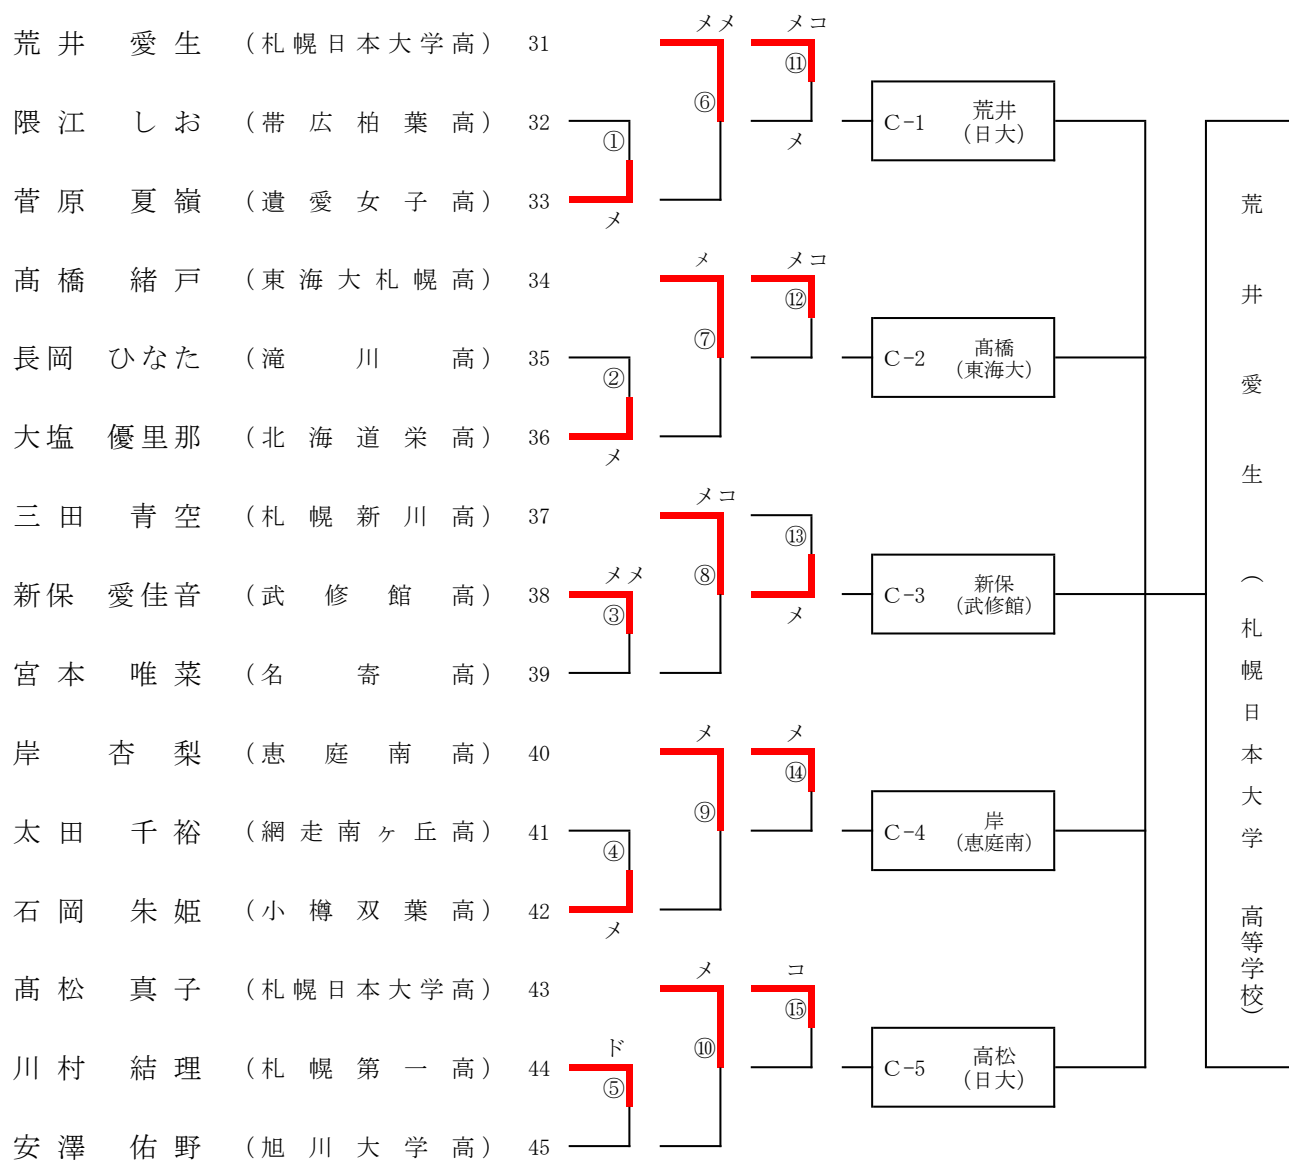 メメ メコ
荒井 愛生 (札幌日本大学高) 31
⑪
⑥
C-1 荒井 (日大)
隈江 しお (帯広柏葉高) 32
①
メ
菅原 夏嶺 (遺愛女子高) 33
メ
メ メコ
髙橋 緒戸 (東海大札幌高) 34
⑫
⑦
C-2 髙橋 (東海大)
長岡 ひなた (滝川高) 35
②
大塩 優里那 (北海道栄高) 36
メ
メコ
三田 青空 (札幌新川高) 37
⑬
⑧
メメ
C-3 新保 (武修館)
新保 愛佳音 (武修館高) 38
③
メ
宮本 唯菜 (名寄高) 39
メ メ
岸 杏梨 (恵庭南高) 40
⑭
⑨
C-4 岸 (恵庭南)
太田 千裕 (網走南ヶ丘高) 41
④
石岡 朱姫 (小樽双葉高) 42
メ
メ コ
髙松 真子 (札幌日本大学高) 43
⑮
⑩
ド
C-5 髙松 (日大)
川村 結理 (札幌第一高) 44
⑤
安澤 佑野 (旭川大学高) 45
荒井愛生 (札幌日本大学 高等学校)